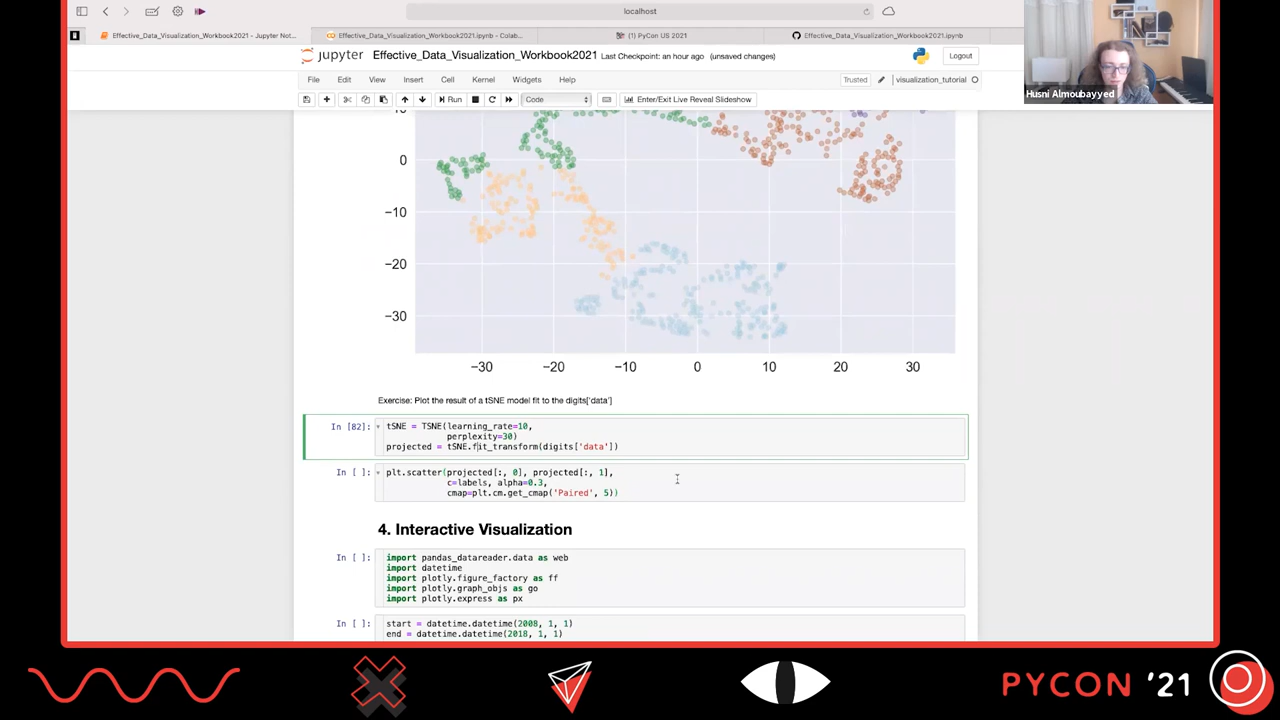 localhost
Effective_Data_Visualization_Workbook2021 - Jupyter Not...
Effective_Data_Visualization_Workbook2021.ipynb - Colab...
(1) PyCon US 2021
Effective_Data_Visualization_Workbook2021.ipynb
jupyter Effective_Data_Visualization_Workbook2021 Last Checkpoint: an hour ago (unsaved changes)
Logout
File Edit View Insert Cell Kernel Widgets Help
Trusted visualization_tutorial
Run Code Enter/Exit Live Reveal Slideshow
Husni Almoubayyed
0
−10
−20
−30
−30 −20 −10 0 10 20 30
Exercise: Plot the result of a tSNE model fit to the digits['data']
In [82]: tSNE = TSNE(learning_rate=10,
perplexity=30)
projected = tSNE.fit_transform(digits['data'])
In [ ]: plt.scatter(projected[:, 0], projected[:, 1],
c=labels, alpha=0.3,
cmap=plt.cm.get_cmap('Paired', 5))
4. Interactive Visualization
In [ ]: import pandas_datareader.data as web
import datetime
import plotly.figure_factory as ff
import plotly.graph_objs as go
import plotly.express as px
In [ ]: start = datetime.datetime(2008, 1, 1)
end = datetime.datetime(2018, 1, 1)
PYCON '21